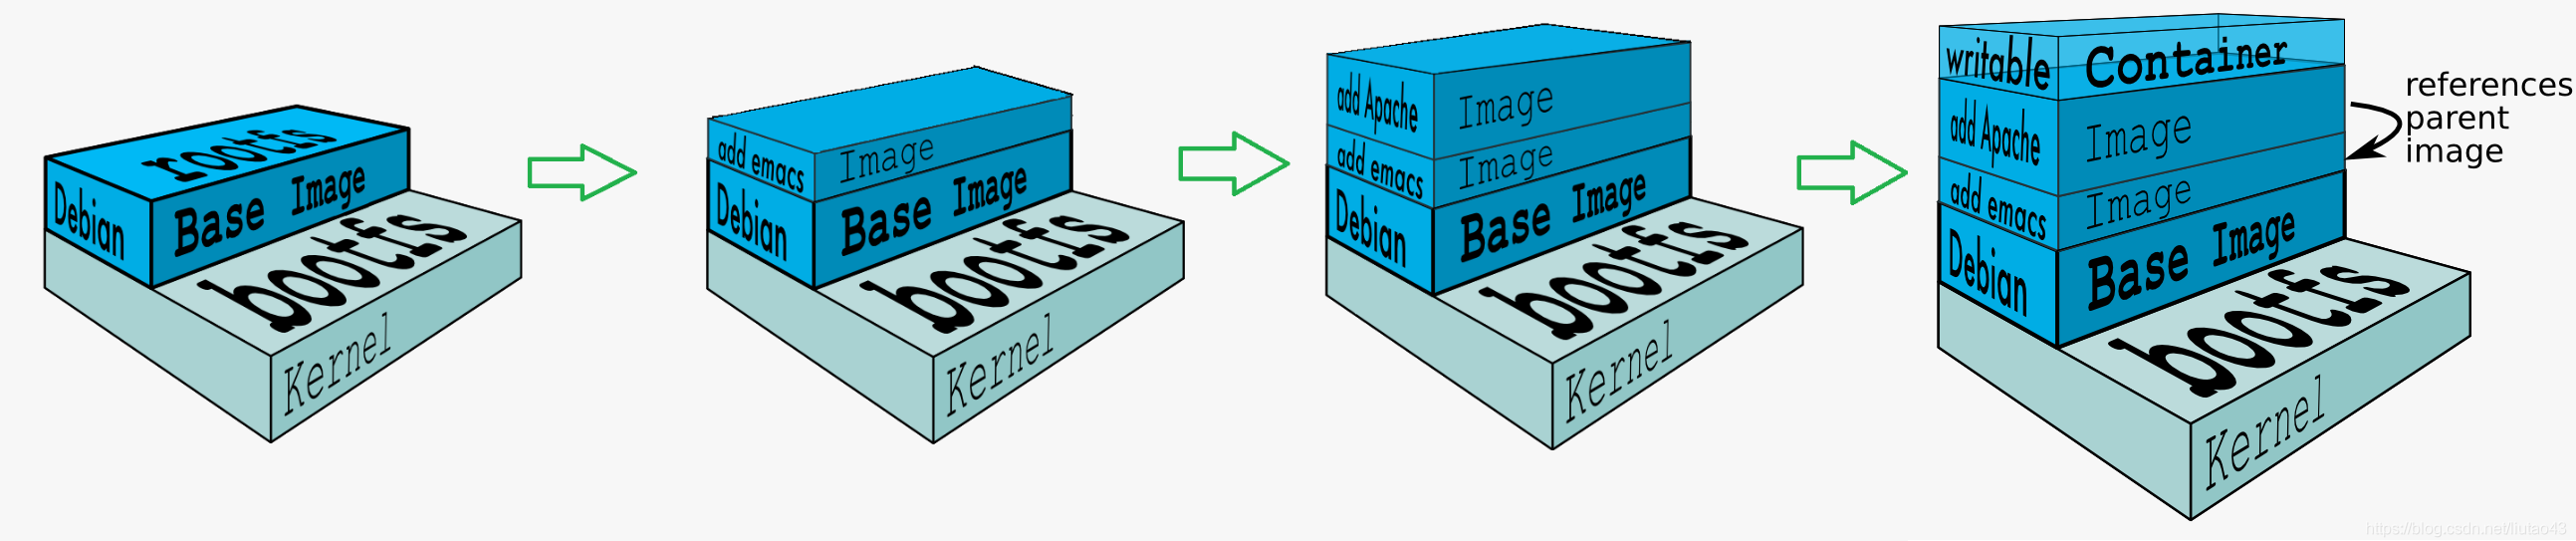 rootfs
Debian
Base Image
bootfs
Kernel
add emacs
Image
Debian
Base Image
bootfs
Kernel
add Apache
Image
add emacs
Image
Debian
Base Image
bootfs
Kernel
writable
Container
add Apache
Image
add emacs
Image
Debian
Base Image
bootfs
Kernel
references
parent
image
https://blog.csdn.net/liutao43